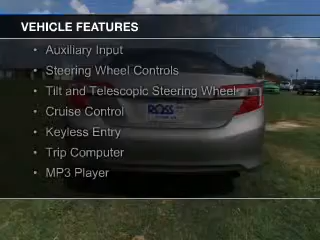 VEHICLE FEATURES
• Auxiliary Input
• Steering Wheel Controls
• Tilt and Telescopic Steering Wheel
• Cruise Control
• Keyless Entry
• Trip Computer
• MP3 Player
ROSS